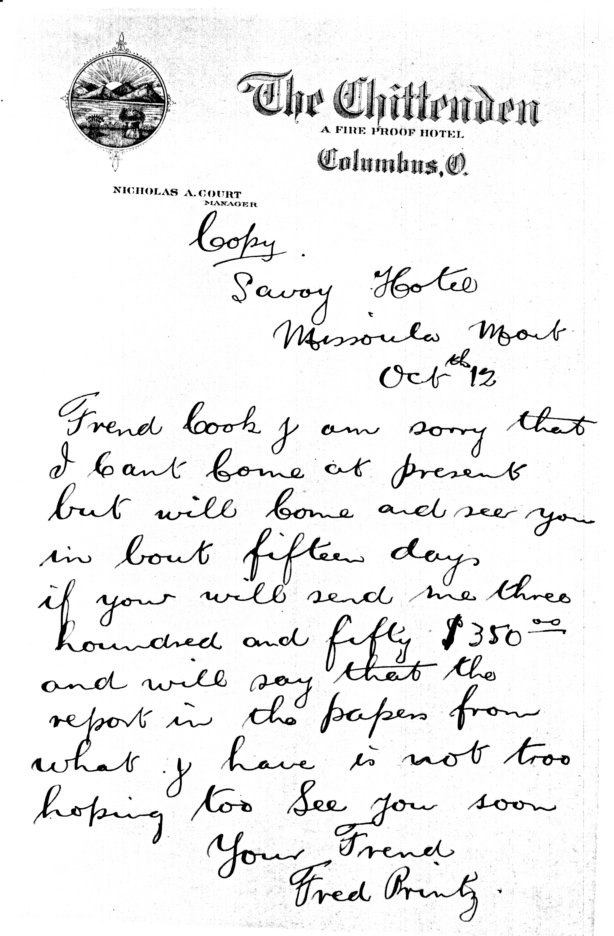 The Chittenden
A FIRE PROOF HOTEL
Columbus, O.
NICHOLAS A. COURT
MANAGER
Copy.
Savoy Hotel
Missoula Mont
Oct th 12
Frend Cook I am sorry that
I Cant Come at present
but will Come and see you
in bout fifteen days
if your will send me three
houndred and fifty $350 00
and will say that the
report in the papers from
what I have is not troo
hoping too See you soon
Your Frend
Fred Printz.